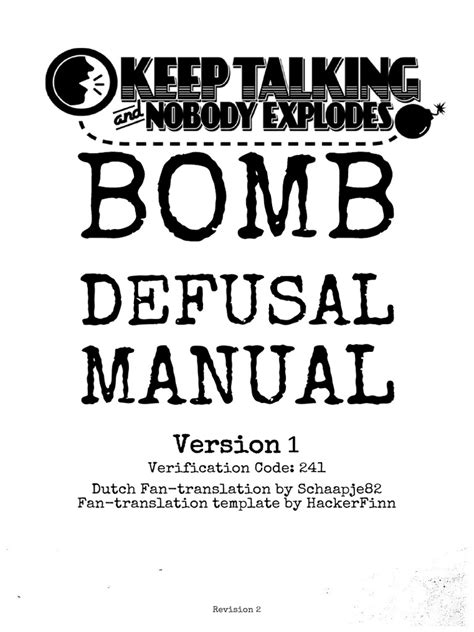 KEEP TALKING
and NOBODY EXPLODES
BOMB
DEFUSAL
MANUAL
Version 1
Verification Code: 241
Dutch Fan-translation by Schaapje82
Fan-translation template by HackerFinn
Revision 2